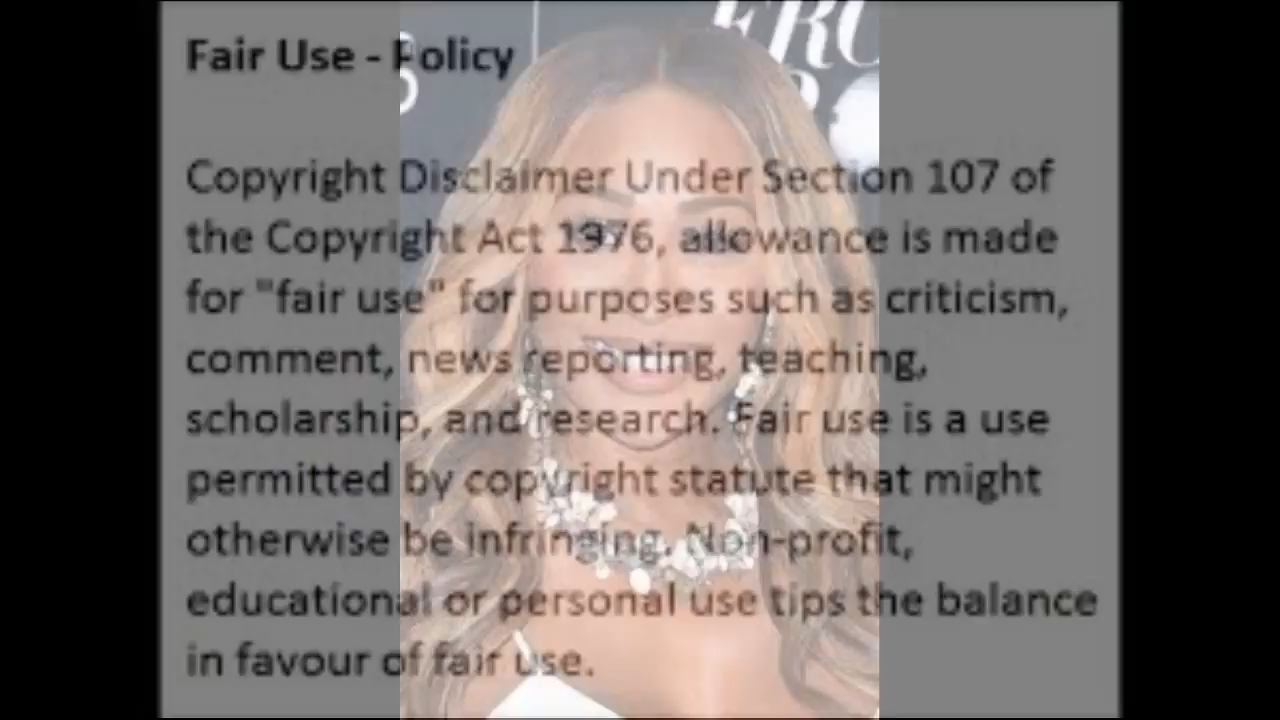 Fair Use - Policy
Copyright Disclaimer Under Section 107 of
the Copyright Act 1976, allowance is made
for "fair use" for purposes such as criticism,
comment, news reporting, teaching,
scholarship, and research. Fair use is a use
permitted by copyright statute that might
otherwise be infringing. Non-profit,
educational or personal use tips the balance
in favour of fair use.